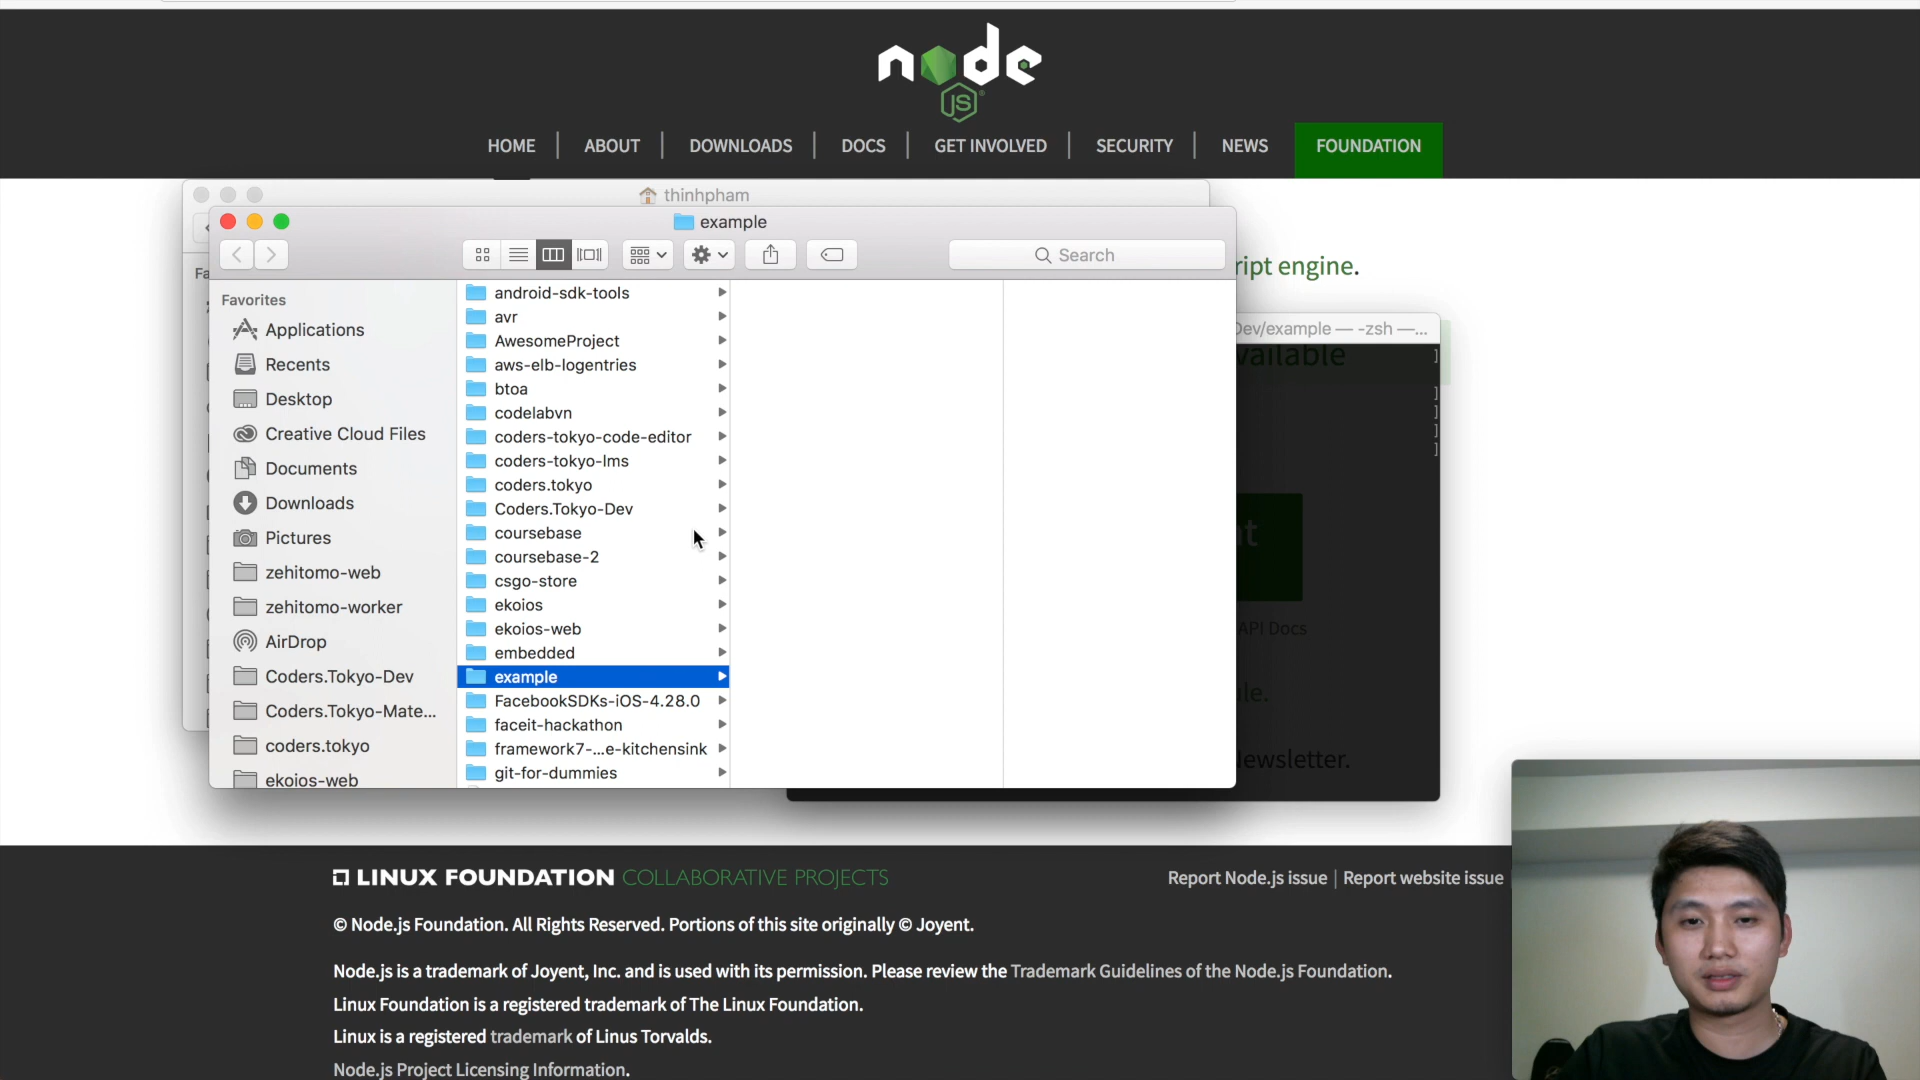 node
JS
HOME
ABOUT
DOWNLOADS
DOCS
GET INVOLVED
SECURITY
NEWS
FOUNDATION
thinhpham
example
Search
Fa
ript engine.
Favorites
Applications
Recents
Desktop
Creative Cloud Files
Documents
Downloads
Pictures
zehitomo-web
zehitomo-worker
AirDrop
Coders.Tokyo-Dev
Coders.Tokyo-Mate...
coders.tokyo
ekoios-web
android-sdk-tools
avr
AwesomeProject
aws-elb-logentries
btoa
codelabvn
coders-tokyo-code-editor
coders-tokyo-lms
coders.tokyo
Coders.Tokyo-Dev
coursebase
coursebase-2
csgo-store
ekoios
ekoios-web
embedded
example
FacebookSDKs-iOS-4.28.0
faceit-hackathon
framework7-...e-kitchensink
git-for-dummies
Dev/example — -zsh —...
vailable
]
]
]
]
]
nt
API Docs
ule.
Newsletter.
LINUX FOUNDATION COLLABORATIVE PROJECTS
Report Node.js issue | Report website issue
© Node.js Foundation. All Rights Reserved. Portions of this site originally © Joyent.
Node.js is a trademark of Joyent, Inc. and is used with its permission. Please review the Trademark Guidelines of the Node.js Foundation.
Linux Foundation is a registered trademark of The Linux Foundation.
Linux is a registered trademark of Linus Torvalds.
Node.js Project Licensing Information.